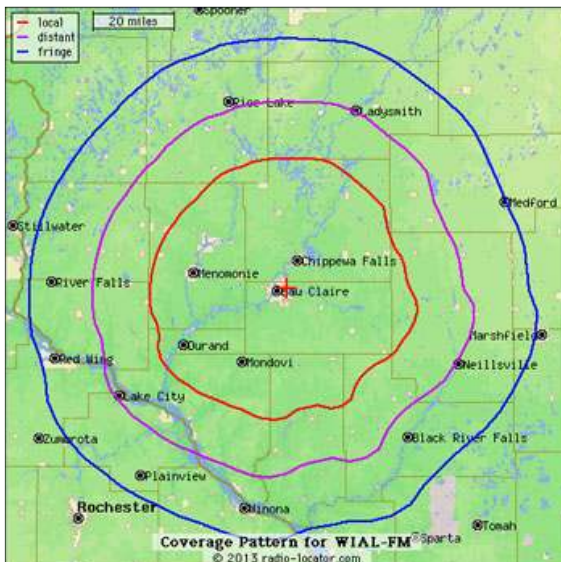 local
distant
fringe
20 miles
Spooner
Rice Lake
Ladysmith
Medford
Stillwater
Chippewa Falls
Menomonie
River Falls
Eau Claire
Marshfield
Durand
Red Wing
Mondovi
Neillsville
Lake City
Zumbrota
Black River Falls
Plainview
Rochester
Winona
Tomah
Sparta
Coverage Pattern for WIAL-FM
© 2013 radio-locator.com